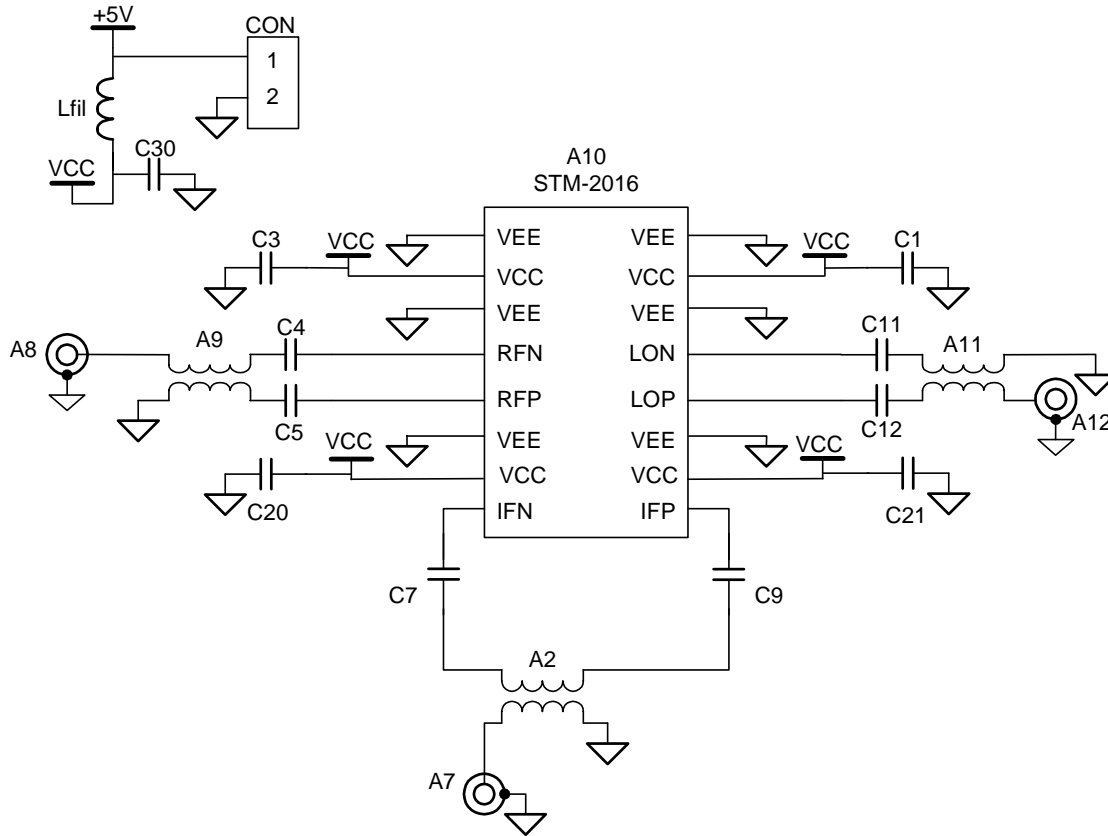 +5V
CON
1
2
Lfil
C30
VCC
A10
STM-2016
C3
VCC
VEE
VEE
VCC
C1
VCC
VCC
VEE
VEE
A8
A9
C4
RFN
LON
C11
A11
C5
RFP
LOP
C12
A12
VCC
VEE
VEE
VCC
C20
VCC
VCC
C21
IFN
IFP
C7
C9
A2
A7